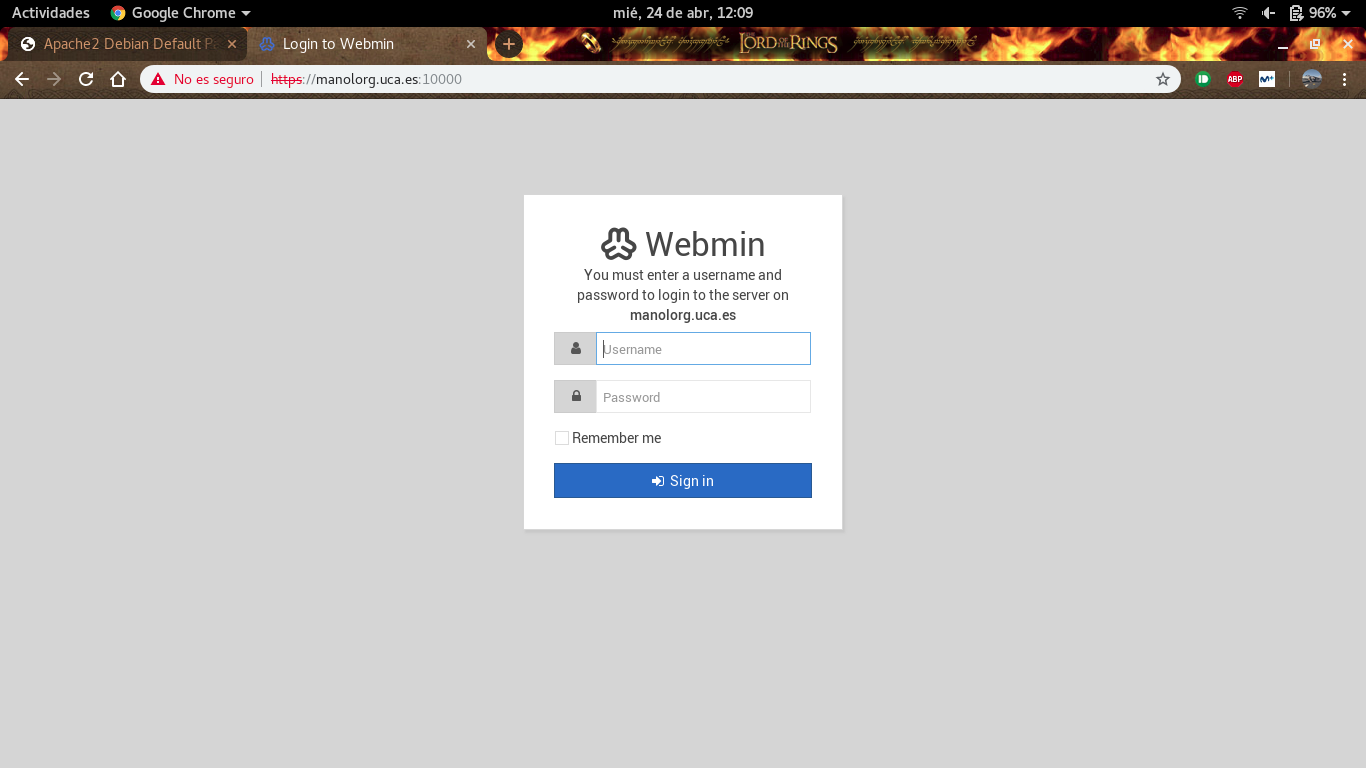 Actividades
Google Chrome
mié, 24 de abr, 12:09
96%
Apache2 Debian Default P
Login to Webmin
THE
LORD OF THE RINGS
No es seguro
https://manolorg.uca.es:10000
ABP
M+
Webmin
You must enter a username and
password to login to the server on
manolorg.uca.es
Username
Password
Remember me
Sign in